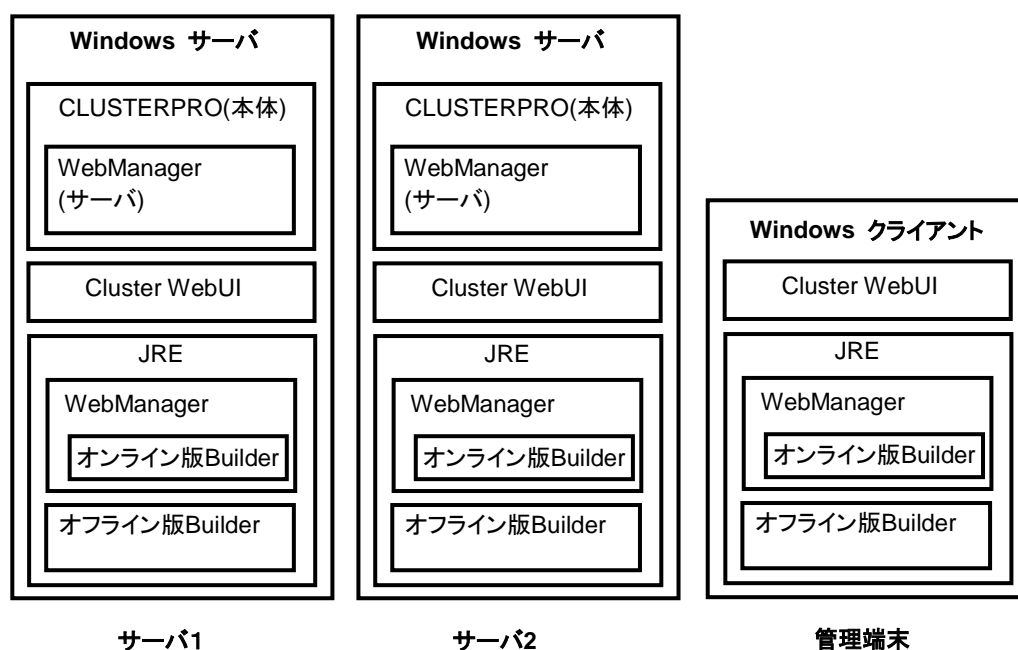 Windows サーバ
CLUSTERPRO(本体)
WebManager
(サーバ)
Cluster WebUI
JRE
WebManager
オンライン版Builder
オフライン版Builder
サーバ1
Windows サーバ
CLUSTERPRO(本体)
WebManager
(サーバ)
Cluster WebUI
JRE
WebManager
オンライン版Builder
オフライン版Builder
サーバ2
Windows クライアント
Cluster WebUI
JRE
WebManager
オンライン版Builder
オフライン版Builder
管理端末